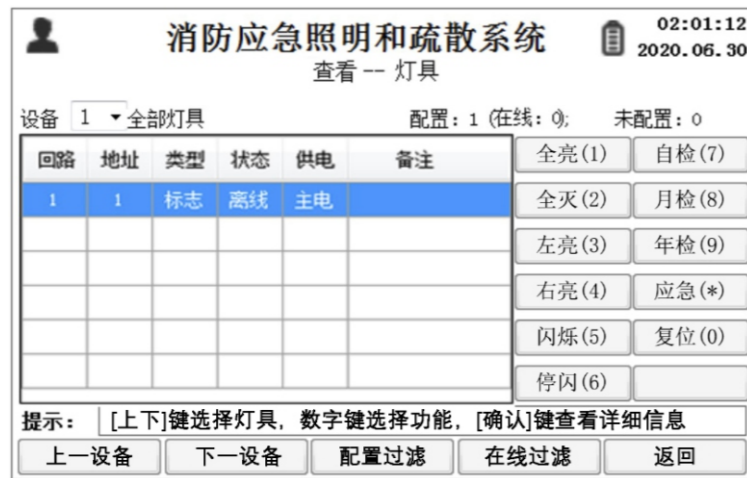 消防应急照明和疏散系统
02:01:12
2020.06.30
查看 -- 灯具
设备 1 全部灯具 配置：1 (在线：0); 未配置：0
回路 地址 类型 状态 供电 备注
1 1 标志 离线 主电
全亮(1) 自检(7)
全灭(2) 月检(8)
左亮(3) 年检(9)
右亮(4) 应急(*)
闪烁(5) 复位(0)
停闪(6)
提示： [上下]键选择灯具，数字键选择功能，[确认]键查看详细信息
上一设备 下一设备 配置过滤 在线过滤 返回